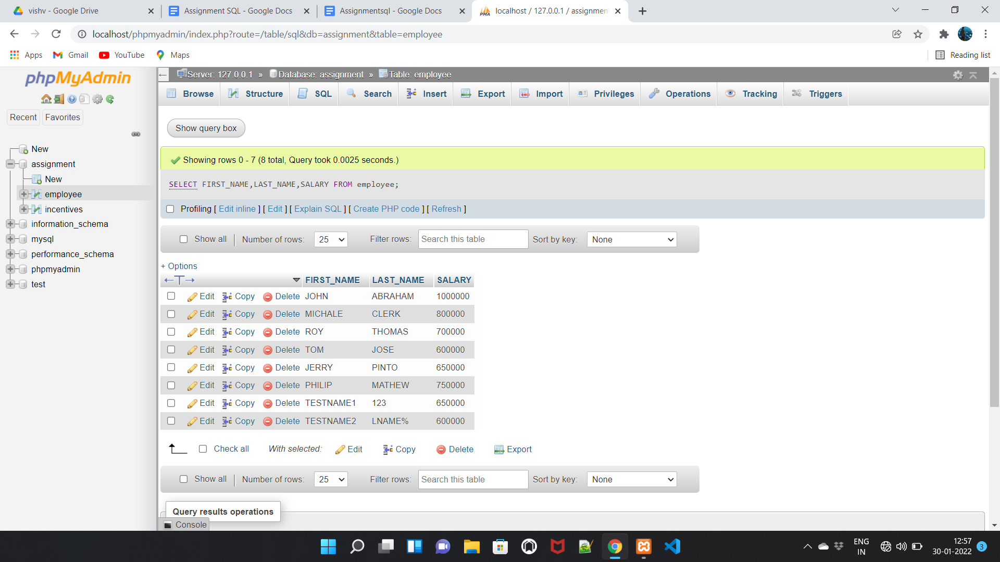 vishv - Google Drive
Assignment SQL - Google Docs
Assignmentsql - Google Docs
localhost / 127.0.0.1 / assignment
localhost/phpmyadmin/index.php?route=/table/sql&db=assignment&table=employee
Apps Gmail YouTube Maps Reading list
phpMyAdmin
Recent Favorites
New
assignment
New
employee
incentives
information_schema
mysql
performance_schema
phpmyadmin
test
Server: 127.0.0.1 » Database: assignment » Table: employee
Browse Structure SQL Search Insert Export Import Privileges Operations Tracking Triggers
Show query box
Showing rows 0 - 7 (8 total, Query took 0.0025 seconds.)
SELECT FIRST_NAME,LAST_NAME,SALARY FROM employee;
Profiling [ Edit inline ] [ Edit ] [ Explain SQL ] [ Create PHP code ] [ Refresh ]
Show all Number of rows: 25 Filter rows: Search this table Sort by key: None
+ Options
←T→ FIRST_NAME LAST_NAME SALARY
Edit Copy Delete JOHN ABRAHAM 1000000
Edit Copy Delete MICHALE CLERK 800000
Edit Copy Delete ROY THOMAS 700000
Edit Copy Delete TOM JOSE 600000
Edit Copy Delete JERRY PINTO 650000
Edit Copy Delete PHILIP MATHEW 750000
Edit Copy Delete TESTNAME1 123 650000
Edit Copy Delete TESTNAME2 LNAME% 600000
Check all With selected: Edit Copy Delete Export
Show all Number of rows: 25 Filter rows: Search this table Sort by key: None
Query results operations
Console
ENG
IN
12:57
30-01-2022
3